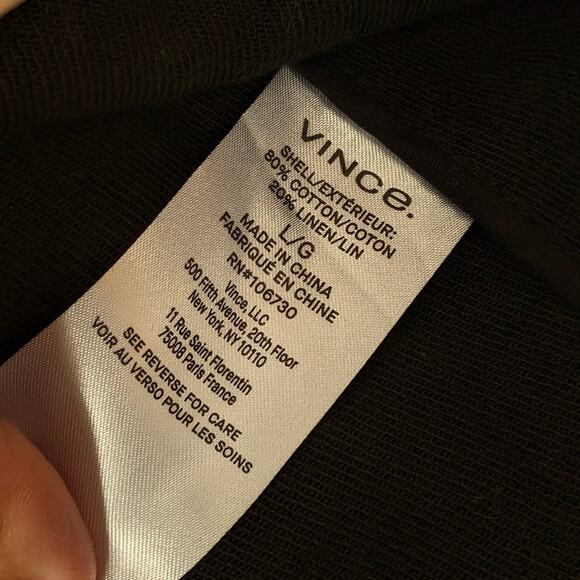 VINCE.
SHELL/EXTÉRIEUR:
80% COTTON/COTON
20% LINEN/LIN
L/G
MADE IN CHINA
FABRIQUÉ EN CHINE
RN#106730
Vince, LLC
500 Fifth Avenue, 20th Floor
New York, NY 10110
11 Rue Saint Florentin
75008 Paris France
SEE REVERSE FOR CARE
VOIR AU VERSO POUR LES SOINS